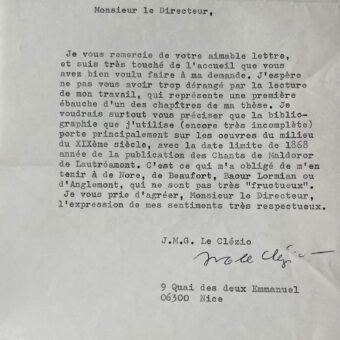 Monsieur le Directeur,
Je vous remercie de votre aimable lettre,
et suis très touché de l'accueil que vous
avez bien voulu faire à ma demande. J'espère
ne pas vous avoir trop dérangé par la lecture
de mon travail, qui représente une première
ébauche d'un des chapîtres de ma thèse. Je
voudrais surtout vous préciser que la biblio-
graphie que j'utilise (encore très incomplète)
porte principalement sur les oeuvres du milieu
du XIXème siècle, avec la date limite de 1868
année de la publication des Chants de Maldoror
de Lautréamont. C'est ce qui m'a obligé de m'en
tenir à de Nore, de Beaufort, Baour Lormian ou
d'Anglemont, qui ne sont pas très "fructueux".
Je vous prie d'agréer, Monsieur le Directeur,
l'expression de mes sentiments très respectueux.
J.M.G. Le Clézio
9 Quai des deux Emmanuel
06300 Nice